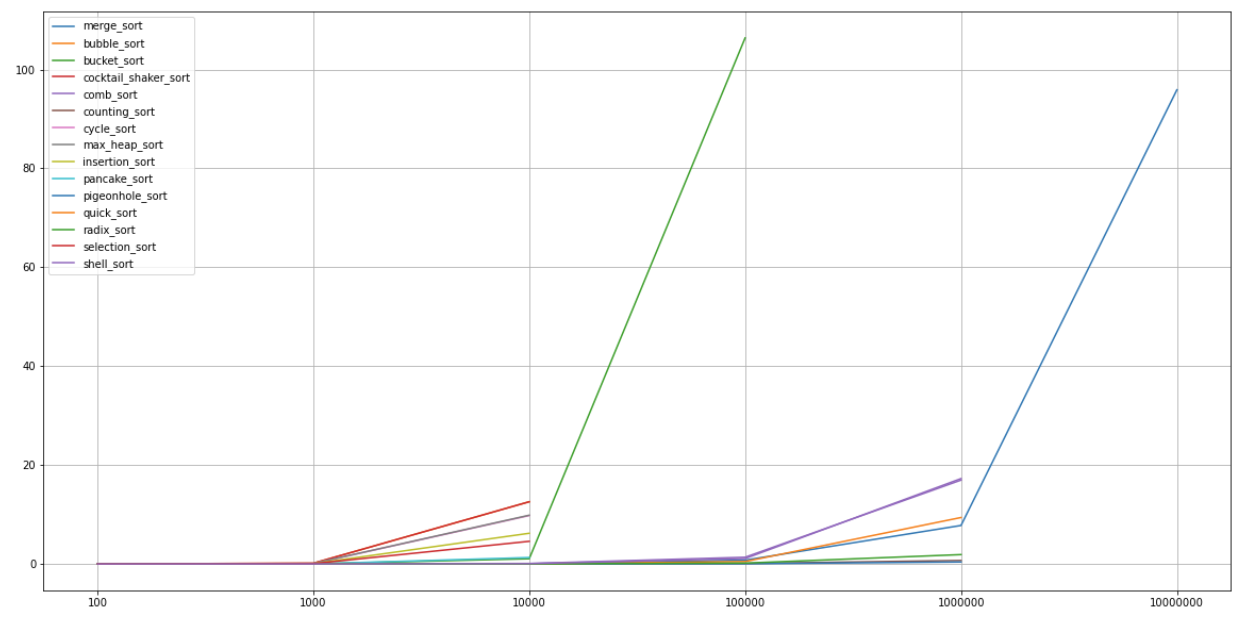 merge_sort
bubble_sort
bucket_sort
cocktail_shaker_sort
comb_sort
counting_sort
cycle_sort
max_heap_sort
insertion_sort
pancake_sort
pigeonhole_sort
quick_sort
radix_sort
selection_sort
shell_sort
100
80
60
40
20
0
100 1000 10000 100000 1000000 10000000